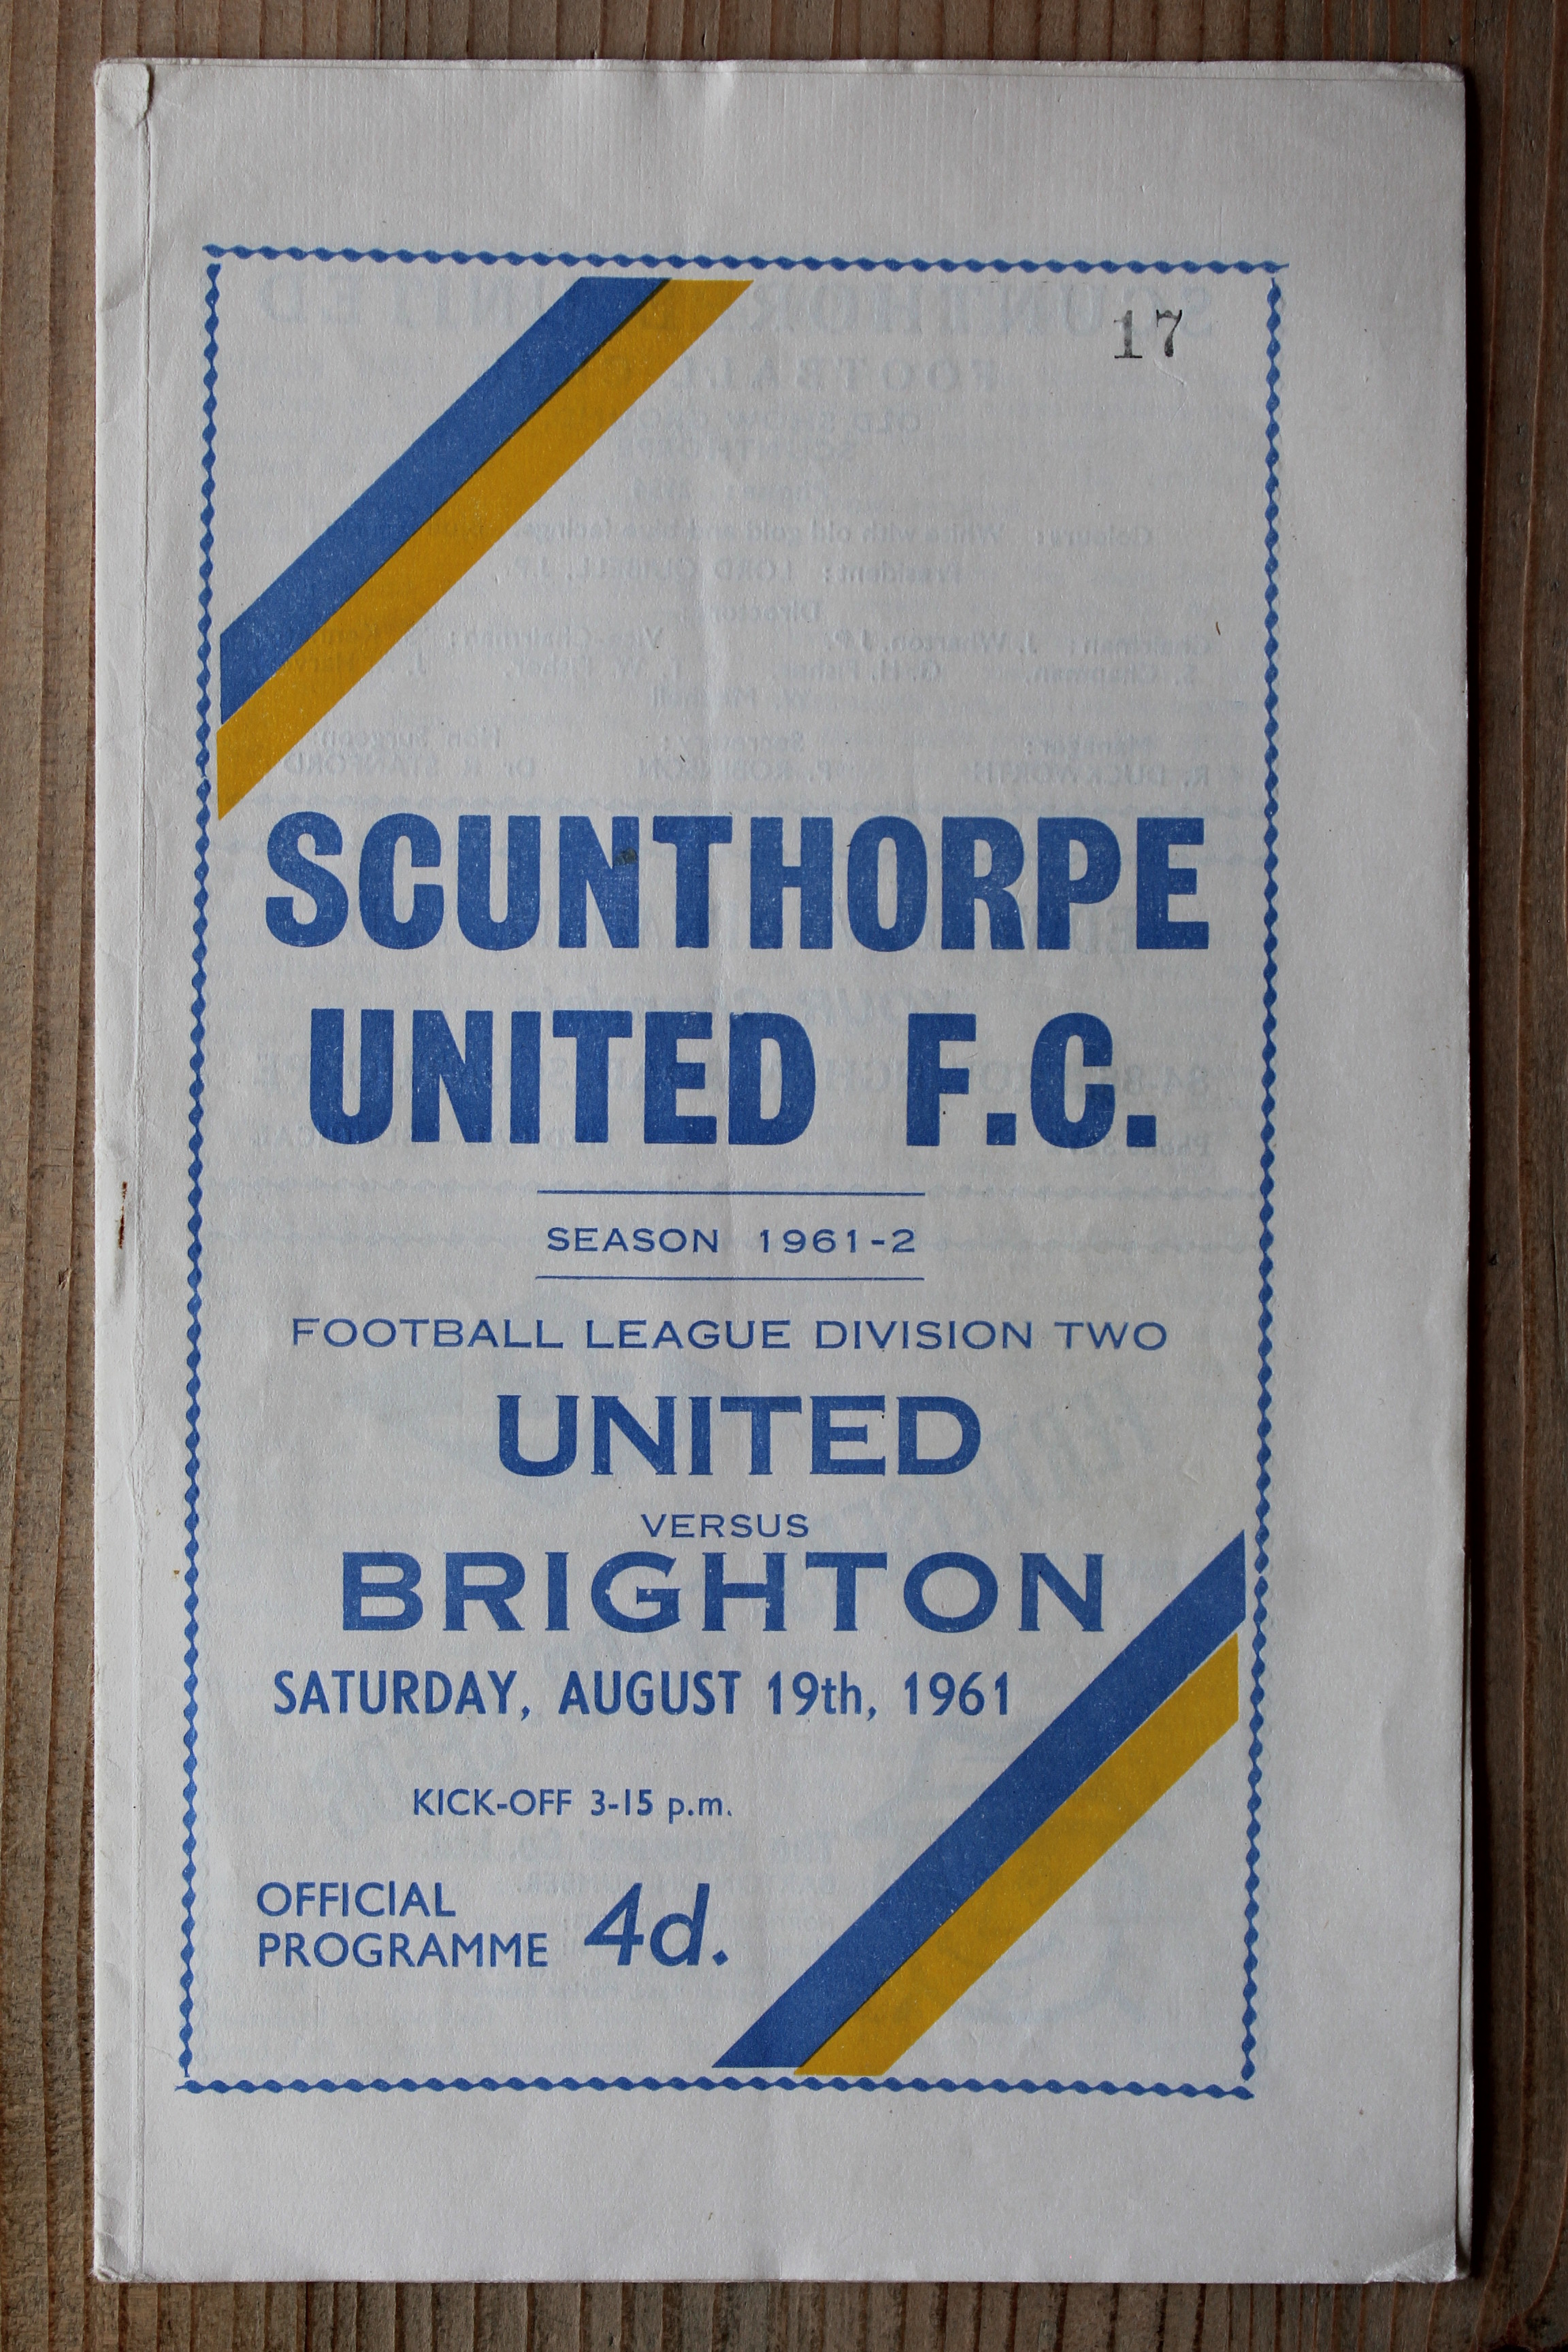 17
SCUNTHORPE
UNITED F.C.
SEASON 1961-2
FOOTBALL LEAGUE DIVISION TWO
UNITED
VERSUS
BRIGHTON
SATURDAY, AUGUST 19th, 1961
KICK-OFF 3-15 p.m.
OFFICIAL
PROGRAMME 4d.